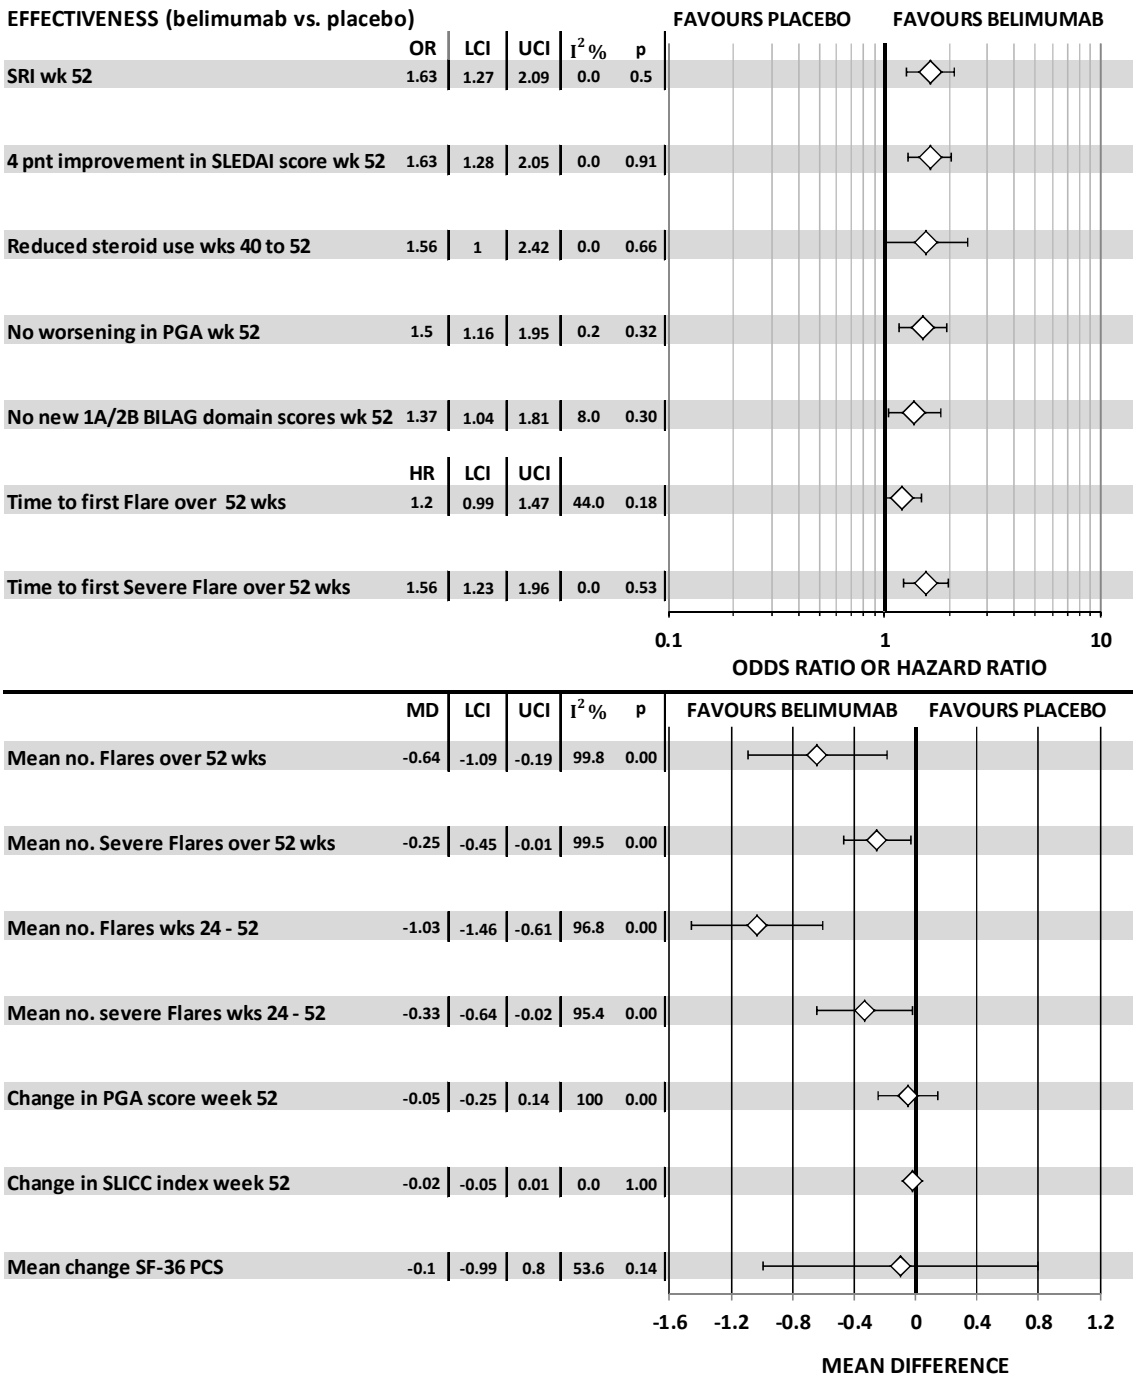 EFFECTIVENESS (belimumab vs. placebo) FAVOURS PLACEBO FAVOURS BELIMUMAB
OR LCI UCI I² % p
SRI wk 52 1.63 1.27 2.09 0.0 0.5
4 pnt improvement in SLEDAI score wk 52 1.63 1.28 2.05 0.0 0.91
Reduced steroid use wks 40 to 52 1.56 1 2.42 0.0 0.66
No worsening in PGA wk 52 1.5 1.16 1.95 0.2 0.32
No new 1A/2B BILAG domain scores wk 52 1.37 1.04 1.81 8.0 0.30
HR LCI UCI
Time to first Flare over 52 wks 1.2 0.99 1.47 44.0 0.18
Time to first Severe Flare over 52 wks 1.56 1.23 1.96 0.0 0.53
0.1 1 10
ODDS RATIO OR HAZARD RATIO
MD LCI UCI I² % p FAVOURS BELIMUMAB FAVOURS PLACEBO
Mean no. Flares over 52 wks -0.64 -1.09 -0.19 99.8 0.00
Mean no. Severe Flares over 52 wks -0.25 -0.45 -0.01 99.5 0.00
Mean no. Flares wks 24 - 52 -1.03 -1.46 -0.61 96.8 0.00
Mean no. severe Flares wks 24 - 52 -0.33 -0.64 -0.02 95.4 0.00
Change in PGA score week 52 -0.05 -0.25 0.14 100 0.00
Change in SLICC index week 52 -0.02 -0.05 0.01 0.0 1.00
Mean change SF-36 PCS -0.1 -0.99 0.8 53.6 0.14
-1.6 -1.2 -0.8 -0.4 0 0.4 0.8 1.2
MEAN DIFFERENCE